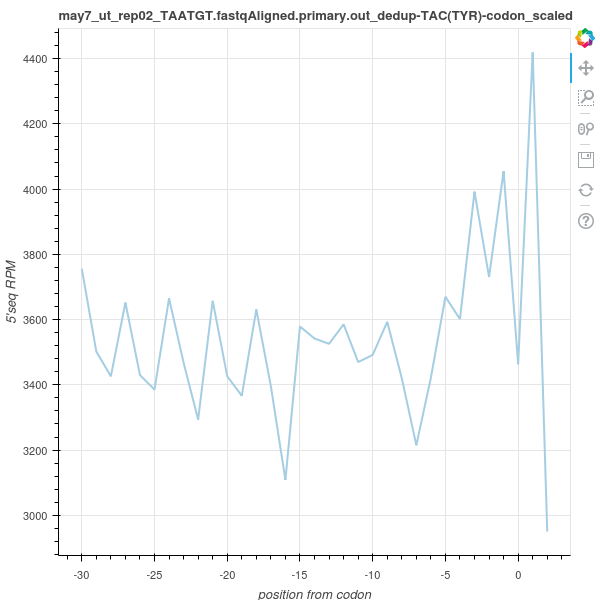 may7_ut_rep02_TAATGT.fastqAligned.primary.out_dedup-TAC(TYR)-codon_scaled
4400
4200
4000
3800
3600
3400
3200
3000
5'seq RPM
-30 -25 -20 -15 -10 -5 0
position from codon